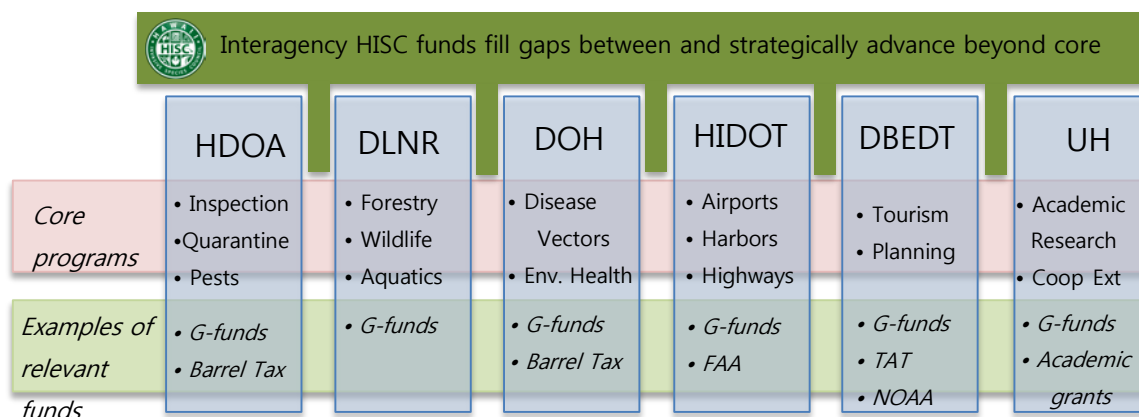 Interagency HISC funds fill gaps between and strategically advance beyond core
HAWAII
HISC
HDOA
DLNR
DOH
HIDOT
DBEDT
UH
Core
programs
• Inspection
•Quarantine
• Pests
• Forestry
• Wildlife
• Aquatics
• Disease
Vectors
• Env. Health
• Airports
• Harbors
• Highways
• Tourism
• Planning
• Academic
Research
• Coop Ext
Examples of
relevant
funds
• G-funds
• Barrel Tax
• G-funds
• G-funds
• Barrel Tax
• G-funds
• FAA
• G-funds
• TAT
• NOAA
• G-funds
• Academic
grants